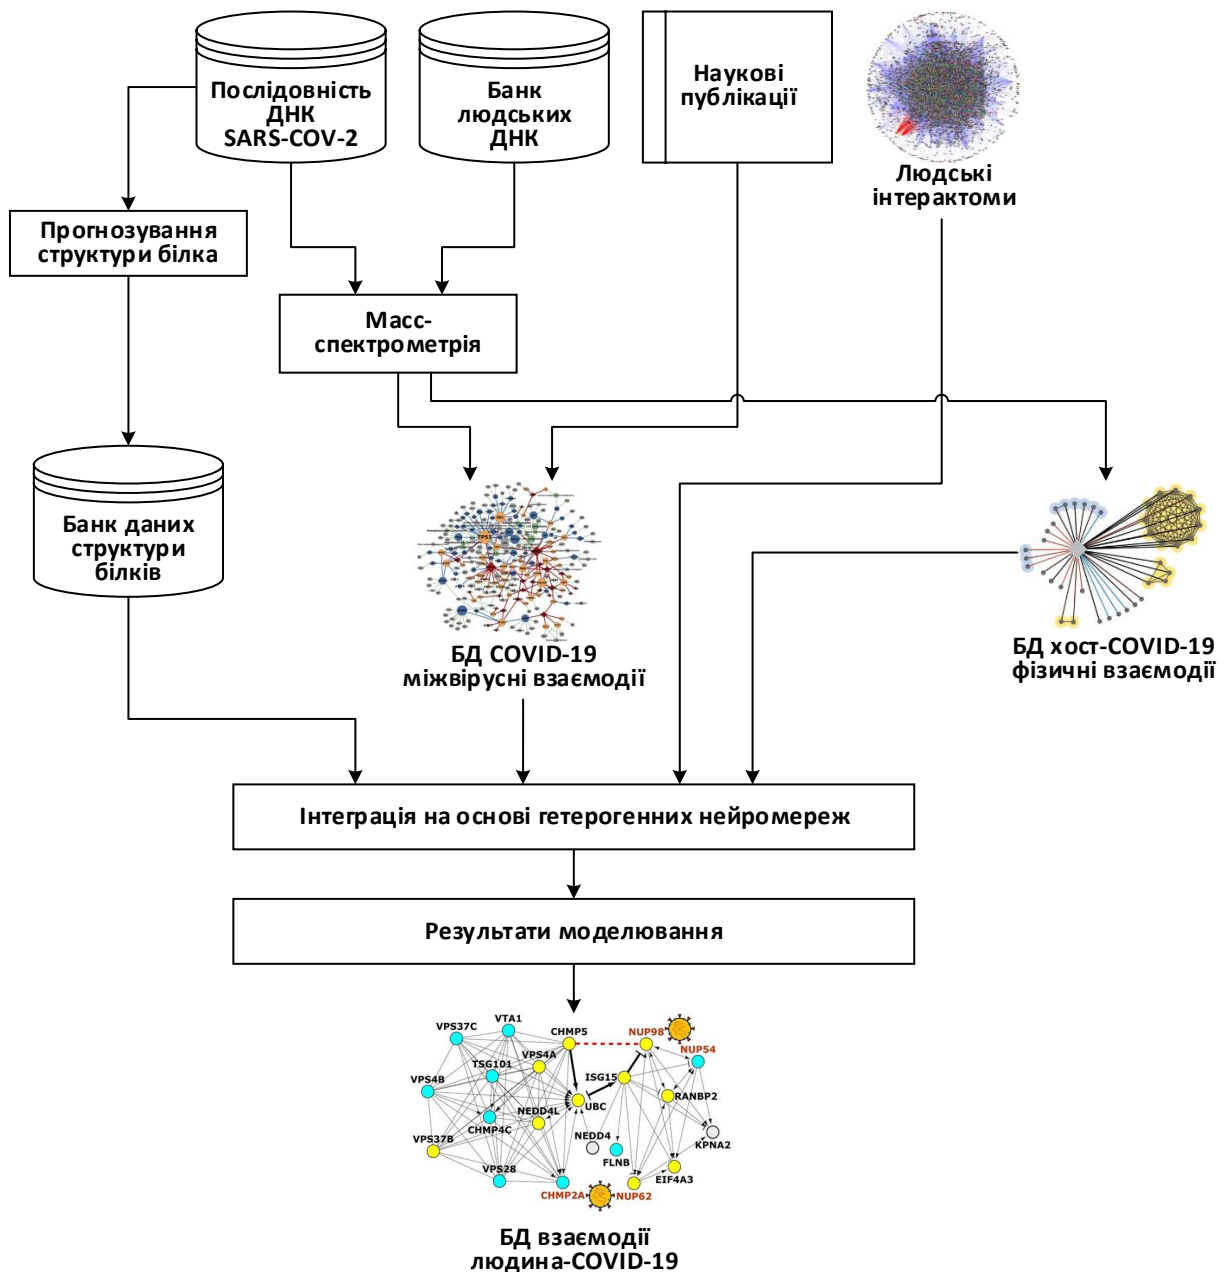 Послідовність
ДНК
SARS-COV-2
Банк
людських
ДНК
Наукові
публікації
Людські
інтерактоми
Прогнозування
структури білка
Масс-
спектрометрія
Банк даних
структури
білків
TP53
БД COVID-19
міжвірусні взаємодії
БД хост-COVID-19
фізичні взаємодії
Інтеграція на основі гетерогенних нейромереж
Результати моделювання
VPS37C
VTA1
CHMP5
NUP98
NUP54
VPS4A
TSG101
VPS4B
ISG15
UBC
RANBP2
NEDD4L
CHMP4C
VPS37B
NEDD4
KPNA2
FLNB
VPS28
EIF4A3
CHMP2A
NUP62
БД взаємодії
людина-COVID-19